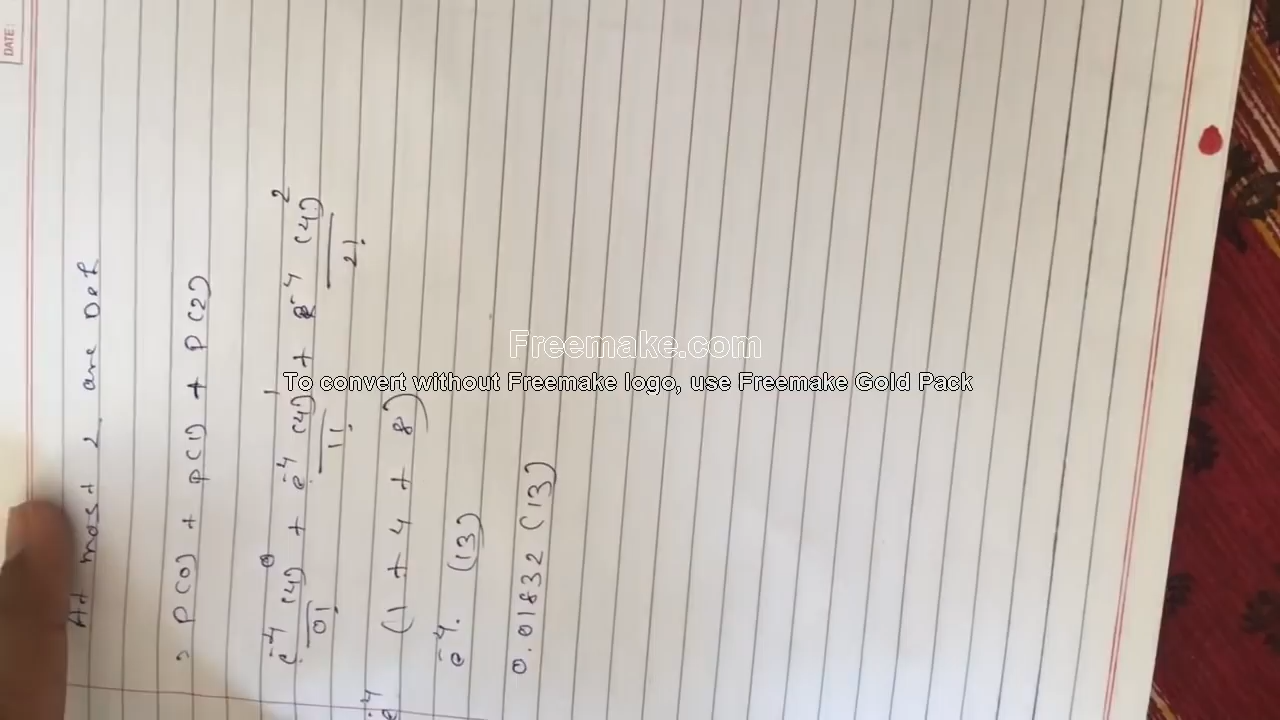 DATE:
At most 2 are Def
, P(0) + P(1) + P(2)
e^-4 (4)^0/0! + e^-4 (4)^1/1! + e^-4 (4)^2/2!
e^-4 (1 + 4 + 8)
e^-4. (13)
0.01832 (13)
Freemake.com
To convert without Freemake logo, use Freemake Gold Pack